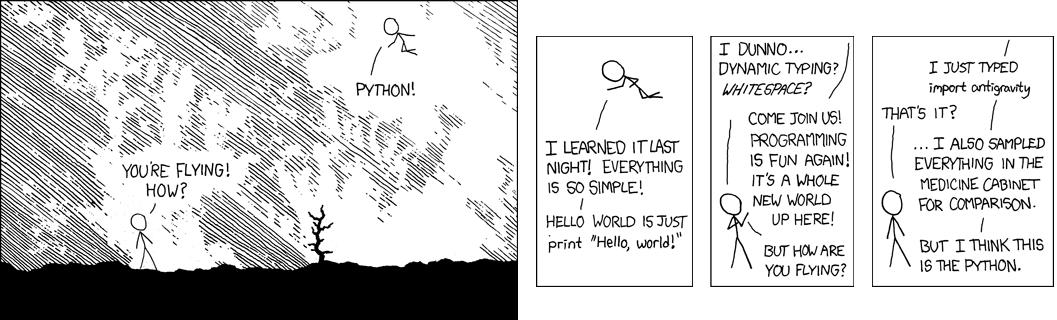 YOU'RE FLYING!
HOW?
PYTHON!
I LEARNED IT LAST
NIGHT! EVERYTHING
IS SO SIMPLE!
HELLO WORLD IS JUST
print "Hello, world!"
I DUNNO...
DYNAMIC TYPING?
WHITESPACE?
COME JOIN US!
PROGRAMMING
IS FUN AGAIN!
IT'S A WHOLE
NEW WORLD
UP HERE!
BUT HOW ARE
YOU FLYING?
I JUST TYPED
import antigravity
THAT'S IT?
... I ALSO SAMPLED
EVERYTHING IN THE
MEDICINE CABINET
FOR COMPARISON.
BUT I THINK THIS
IS THE PYTHON.